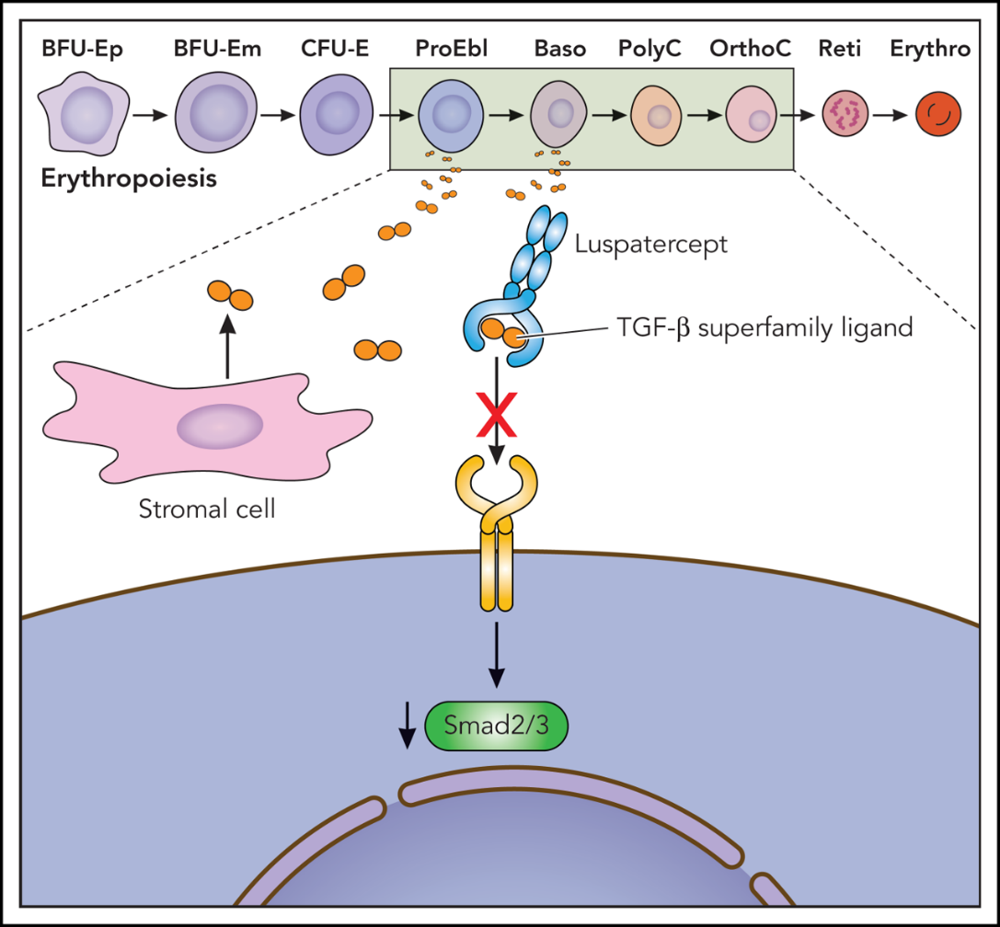 BFU-Ep BFU-Em CFU-E ProEbl Baso PolyC OrthoC Reti Erythro
Erythropoiesis
Luspatercept
TGF-β superfamily ligand
Stromal cell
Smad2/3